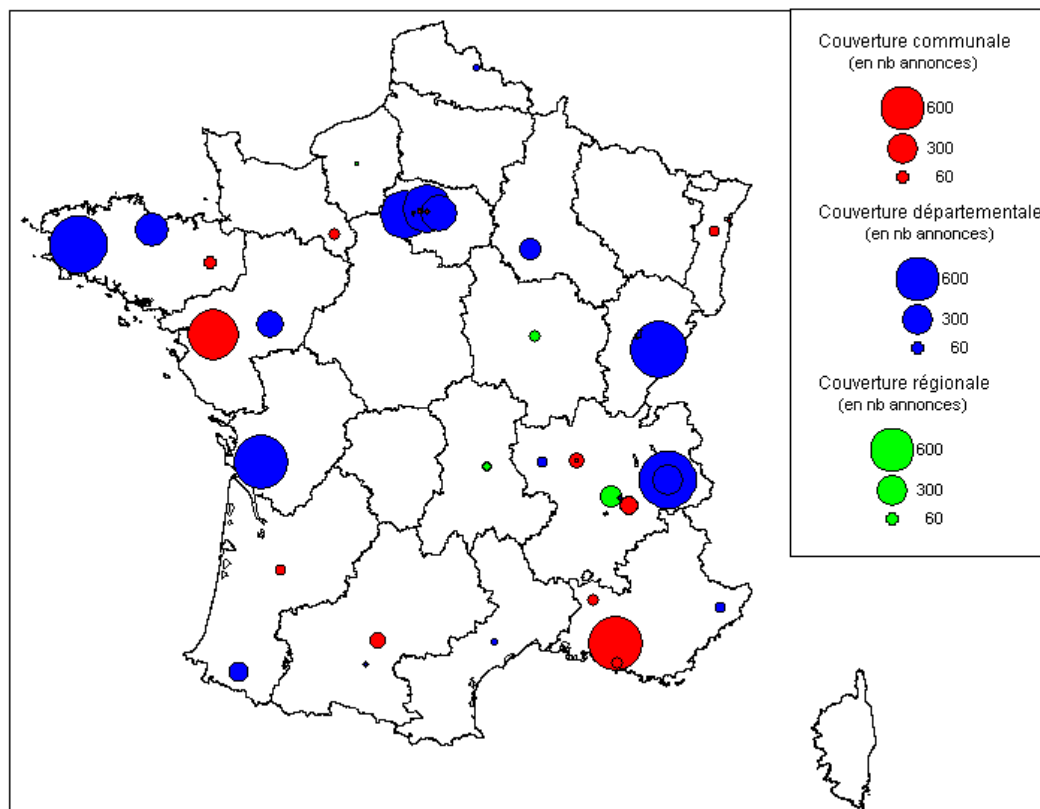 Couverture communale
(en nb annonces)
600
300
60
Couverture départementale
(en nb annonces)
600
300
60
Couverture régionale
(en nb annonces)
600
300
60